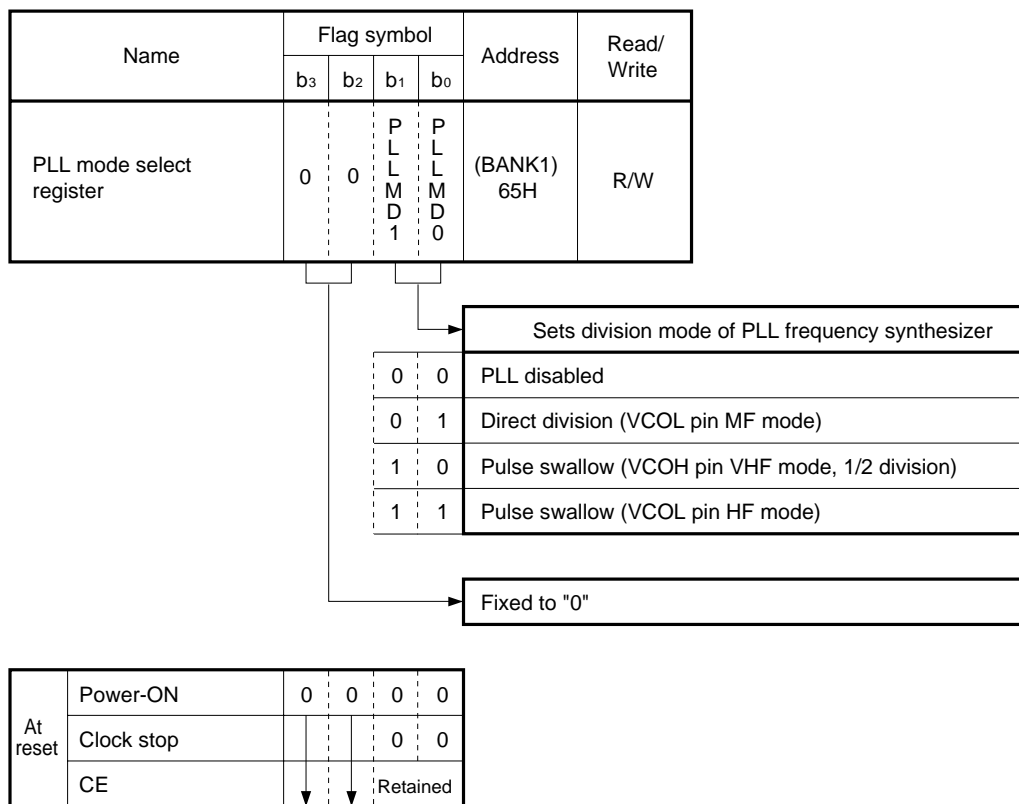 Name
Flag symbol
Address
Read/
Write
b3 b2 b1 b0
PLL mode select
register
0 0 PLLMD1 PLLMD0
(BANK1)
65H
R/W
Sets division mode of PLL frequency synthesizer
0 0 PLL disabled
0 1 Direct division (VCOL pin MF mode)
1 0 Pulse swallow (VCOH pin VHF mode, 1/2 division)
1 1 Pulse swallow (VCOL pin HF mode)
Fixed to "0"
At
reset
Power-ON 0 0 0 0
Clock stop 0 0
CE Retained